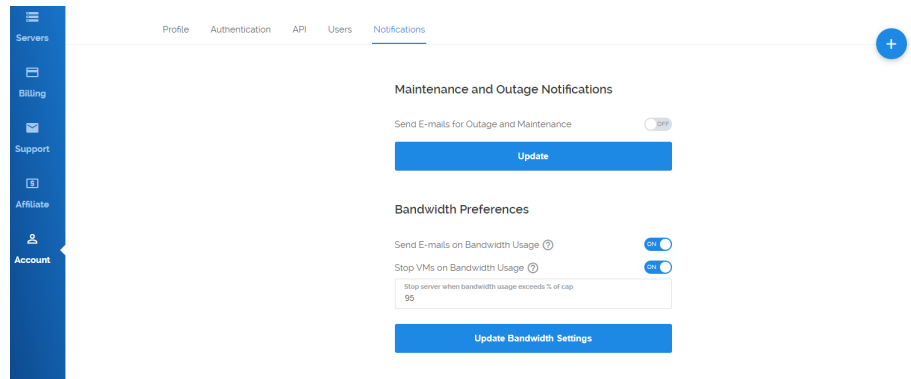 Servers
Billing
Support
Affiliate
Account
Profile Authentication API Users Notifications
+
Maintenance and Outage Notifications
Send E-mails for Outage and Maintenance OFF
Update
Bandwidth Preferences
Send E-mails on Bandwidth Usage ? ON
Stop VMs on Bandwidth Usage ? ON
Stop server when bandwidth usage exceeds % of cap
95
Update Bandwidth Settings